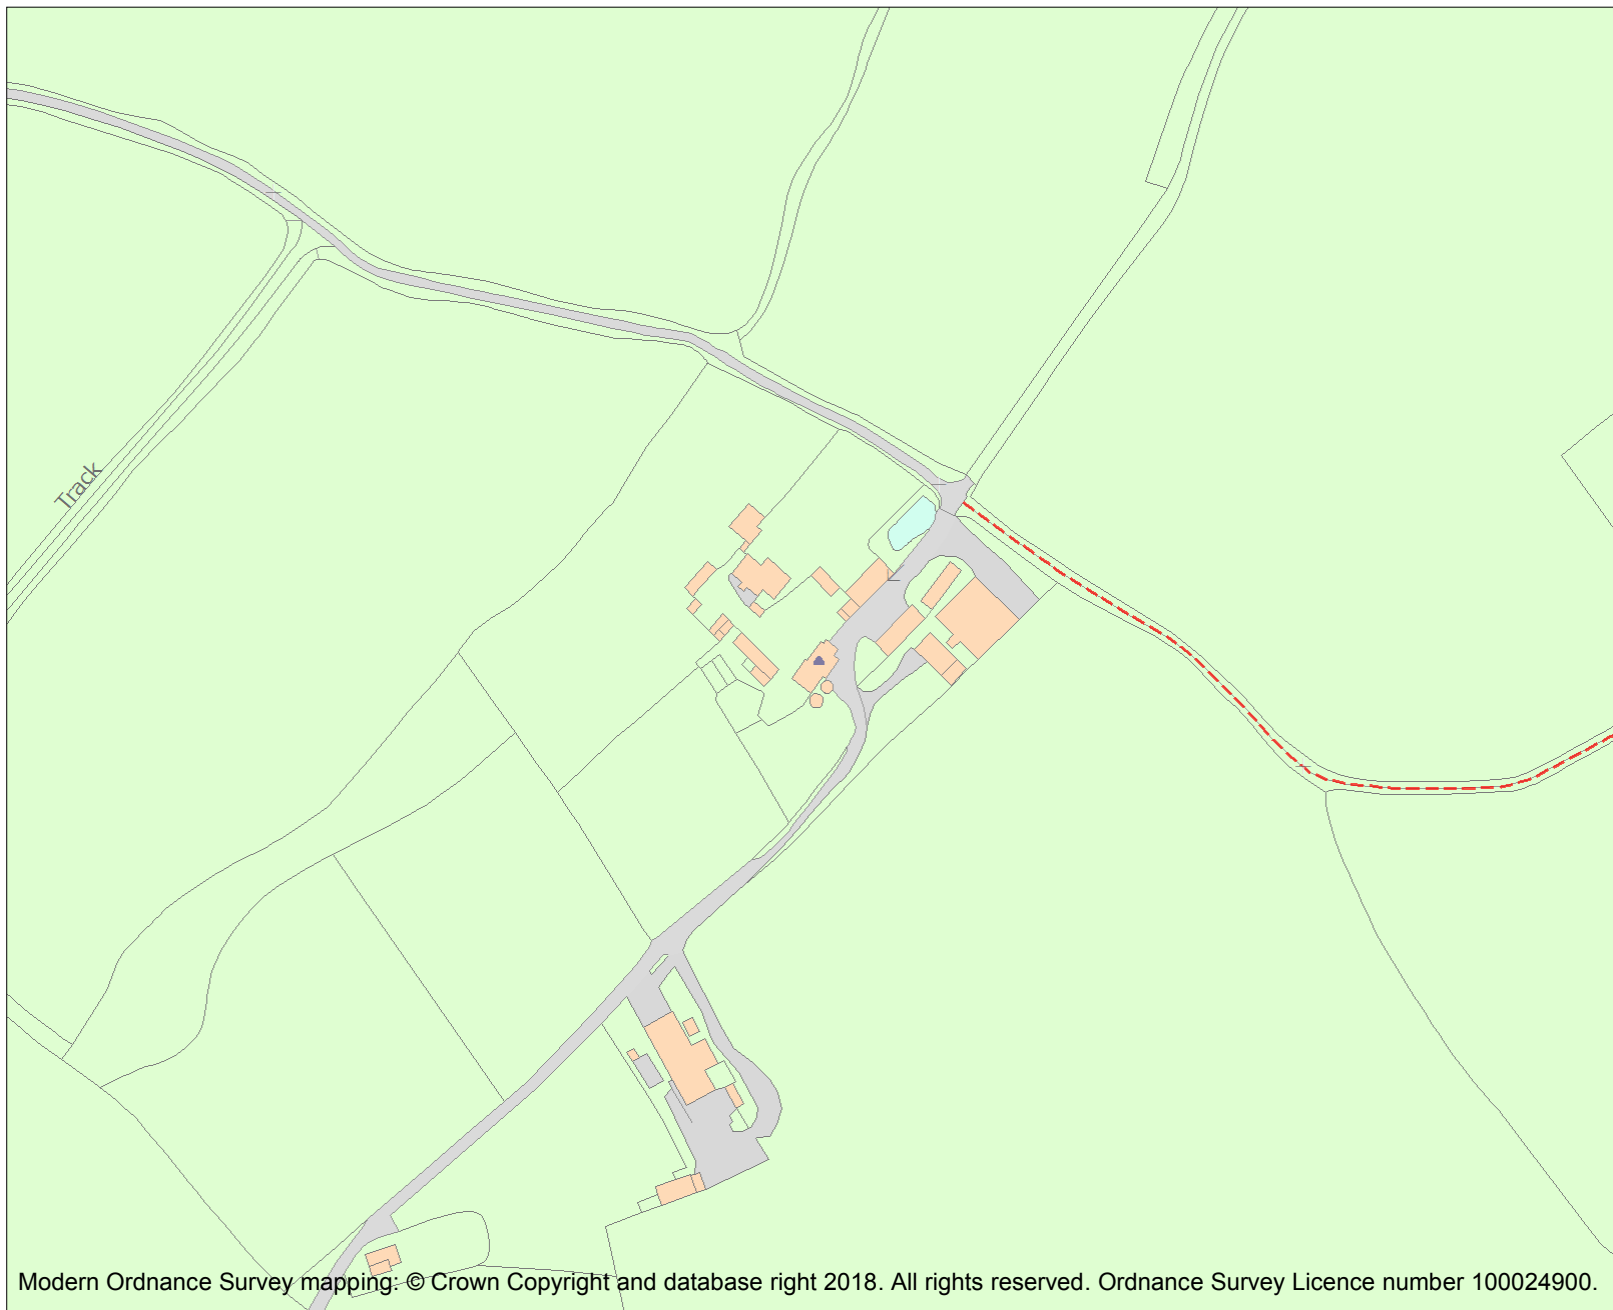 Track
Modern Ordnance Survey mapping: © Crown Copyright and database right 2018. All rights reserved. Ordnance Survey Licence number 100024900.